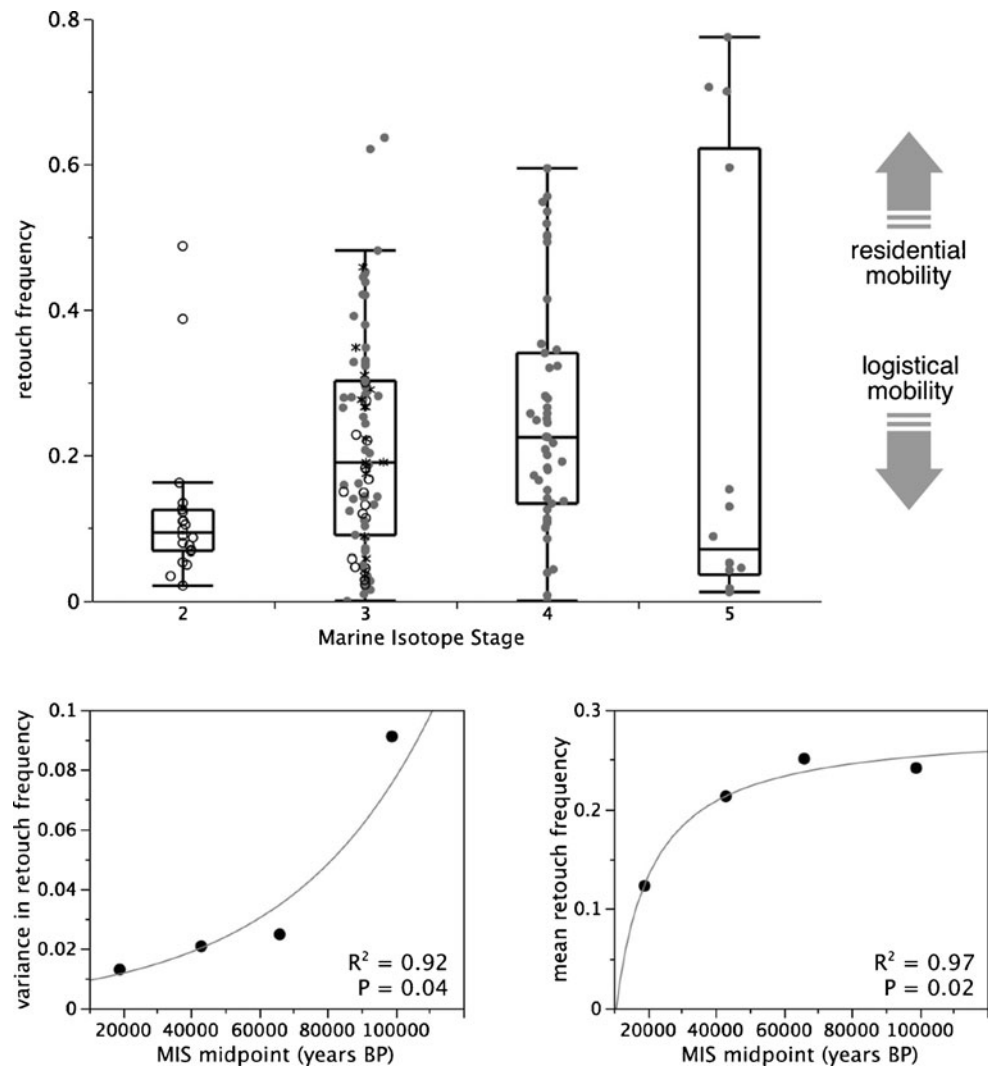 0.8
0.6
0.4
0.2
0
retouch frequency
2
3
4
5
Marine Isotope Stage
residential
mobility
logistical
mobility
0.1
0.08
0.06
0.04
0.02
0
variance in retouch frequency
R² = 0.92
P = 0.04
20000 40000 60000 80000 100000
MIS midpoint (years BP)
0.3
0.2
0.1
0
mean retouch frequency
R² = 0.97
P = 0.02
20000 40000 60000 80000 100000
MIS midpoint (years BP)